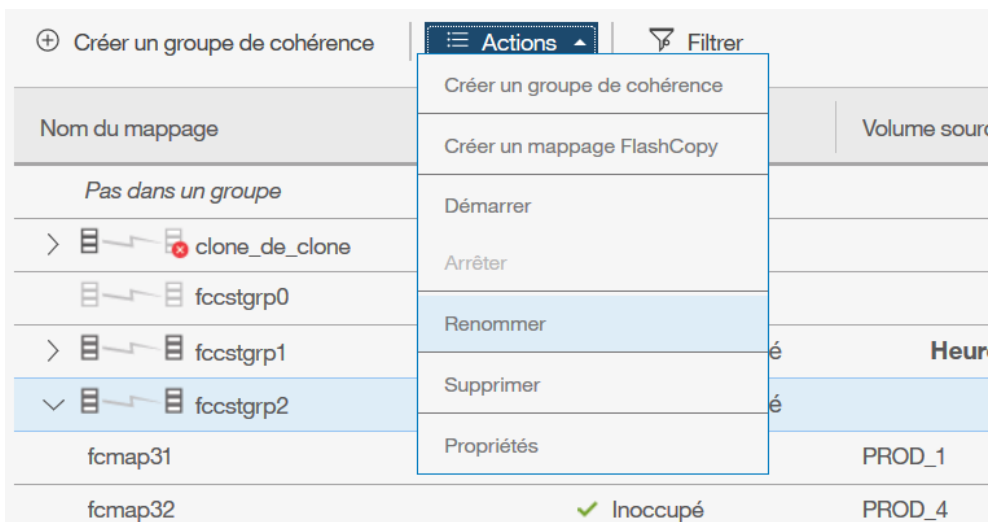 Créer un groupe de cohérence Actions Filtrer
Créer un groupe de cohérence
Nom du mappage Volume
Créer un mappage FlashCopy
Pas dans un groupe
Démarrer
clone_de_clone
Arrêter
fccstgrp0
Renommer
fccstgrp1
Supprimer
fccstgrp2
Propriétés
fcmap31 PROD_1
fcmap32 Inoccupé PROD_4